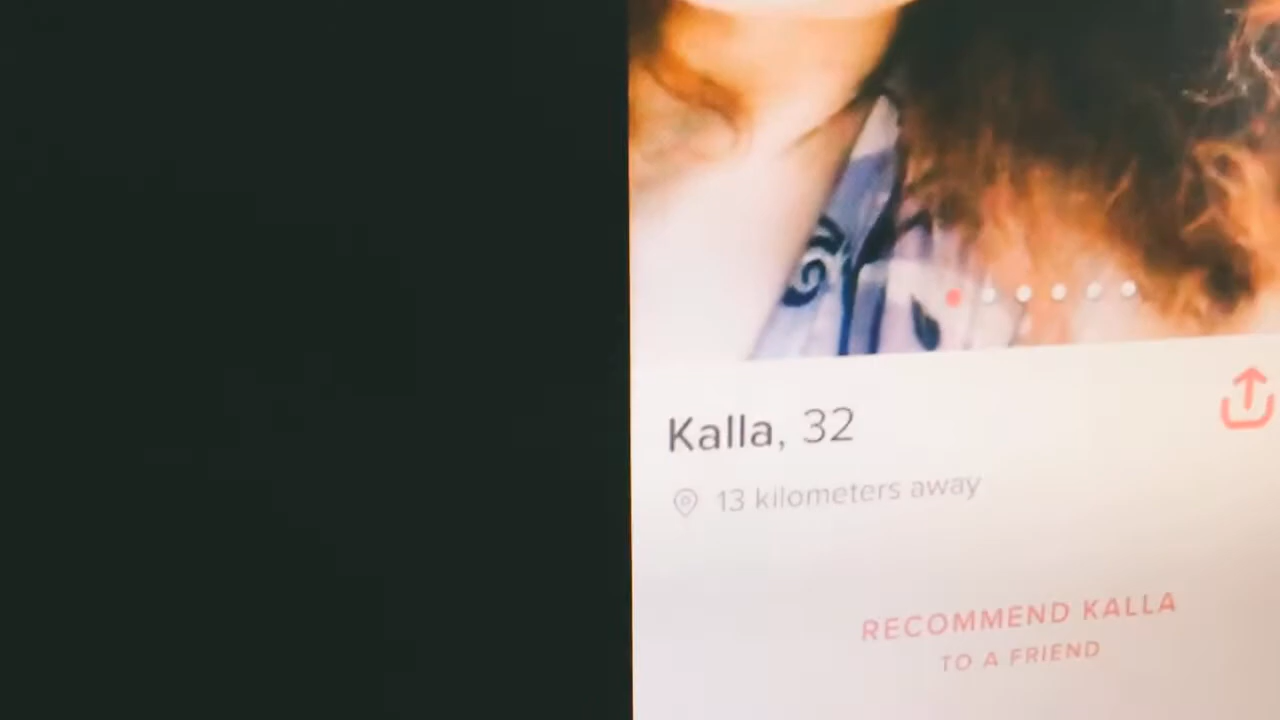 Kalla, 32
13 kilometers away
RECOMMEND KALLA
TO A FRIEND